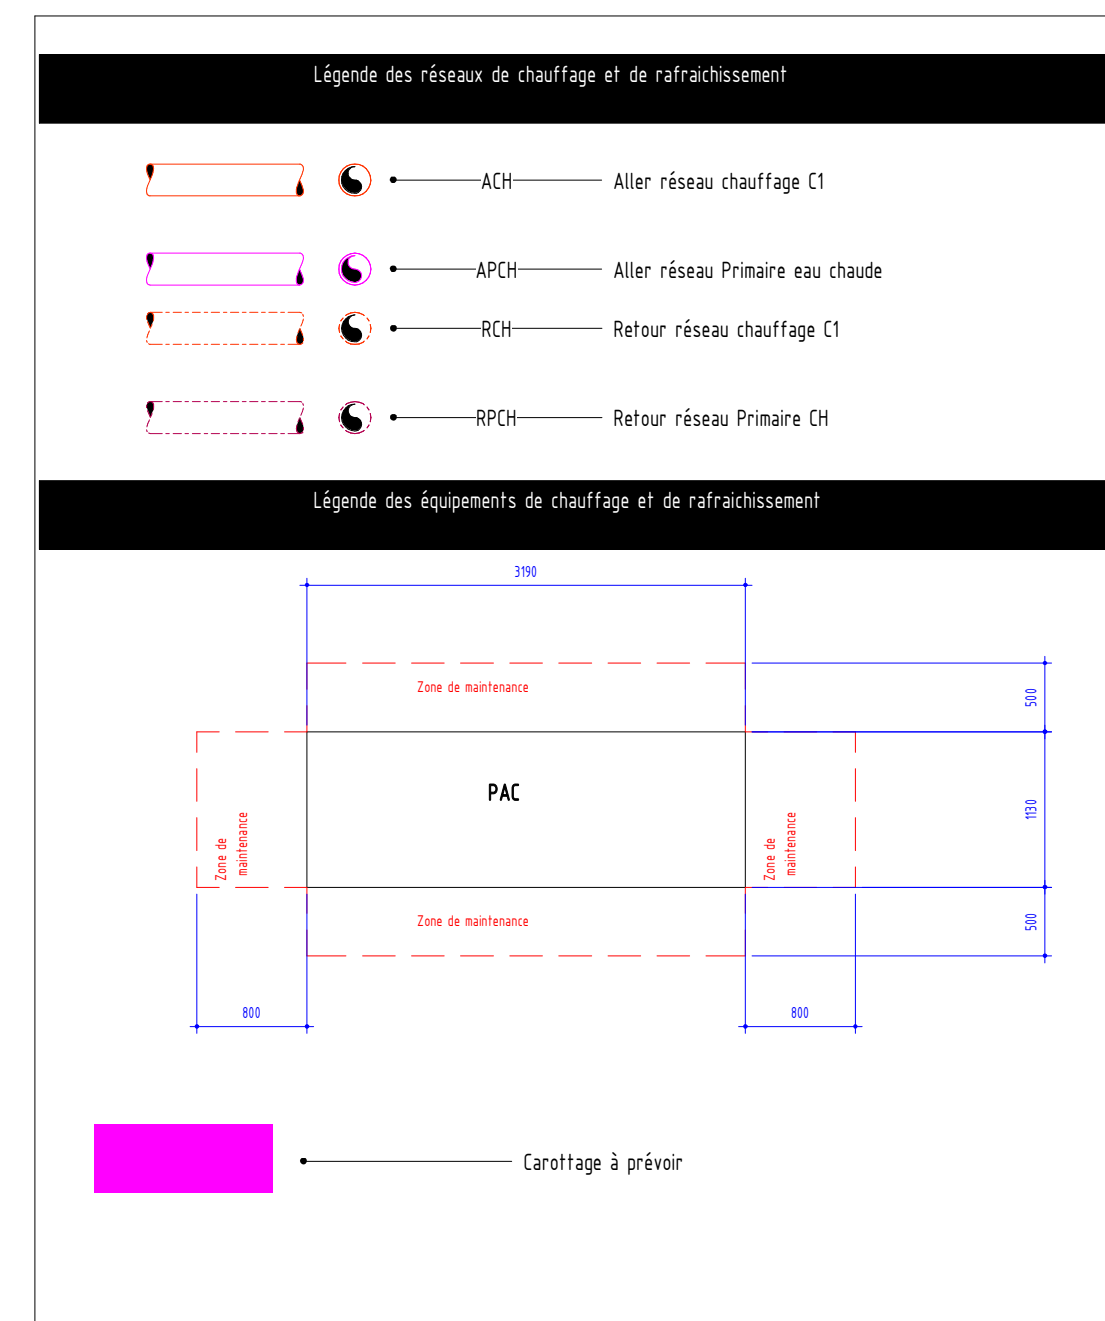 Légende des réseaux de chauffage et de rafraichissement
ACH Aller réseau chauffage C1
APCH Aller réseau Primaire eau chaude
RCH Retour réseau chauffage C1
RPCH Retour réseau Primaire CH
Légende des équipements de chauffage et de rafraichissement
3190
Zone de maintenance
500
PAC
1130
Zone de
maintenance
Zone de
maintenance
Zone de maintenance
500
800
800
Carottage à prévoir